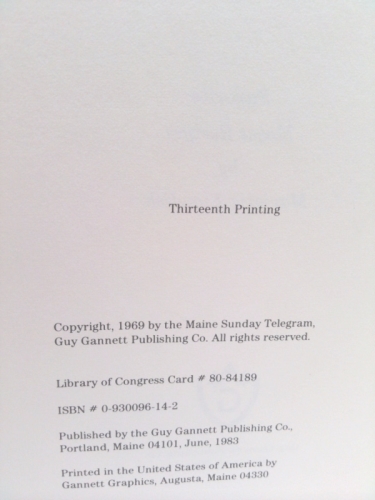 Thirteenth Printing
Copyright, 1969 by the Maine Sunday Telegram,
Guy Gannett Publishing Co. All rights reserved.
Library of Congress Card # 80-84189
ISBN # 0-930096-14-2
Published by the Guy Gannett Publishing Co.,
Portland, Maine 04101, June, 1983
Printed in the United States of America by
Gannett Graphics, Augusta, Maine 04330